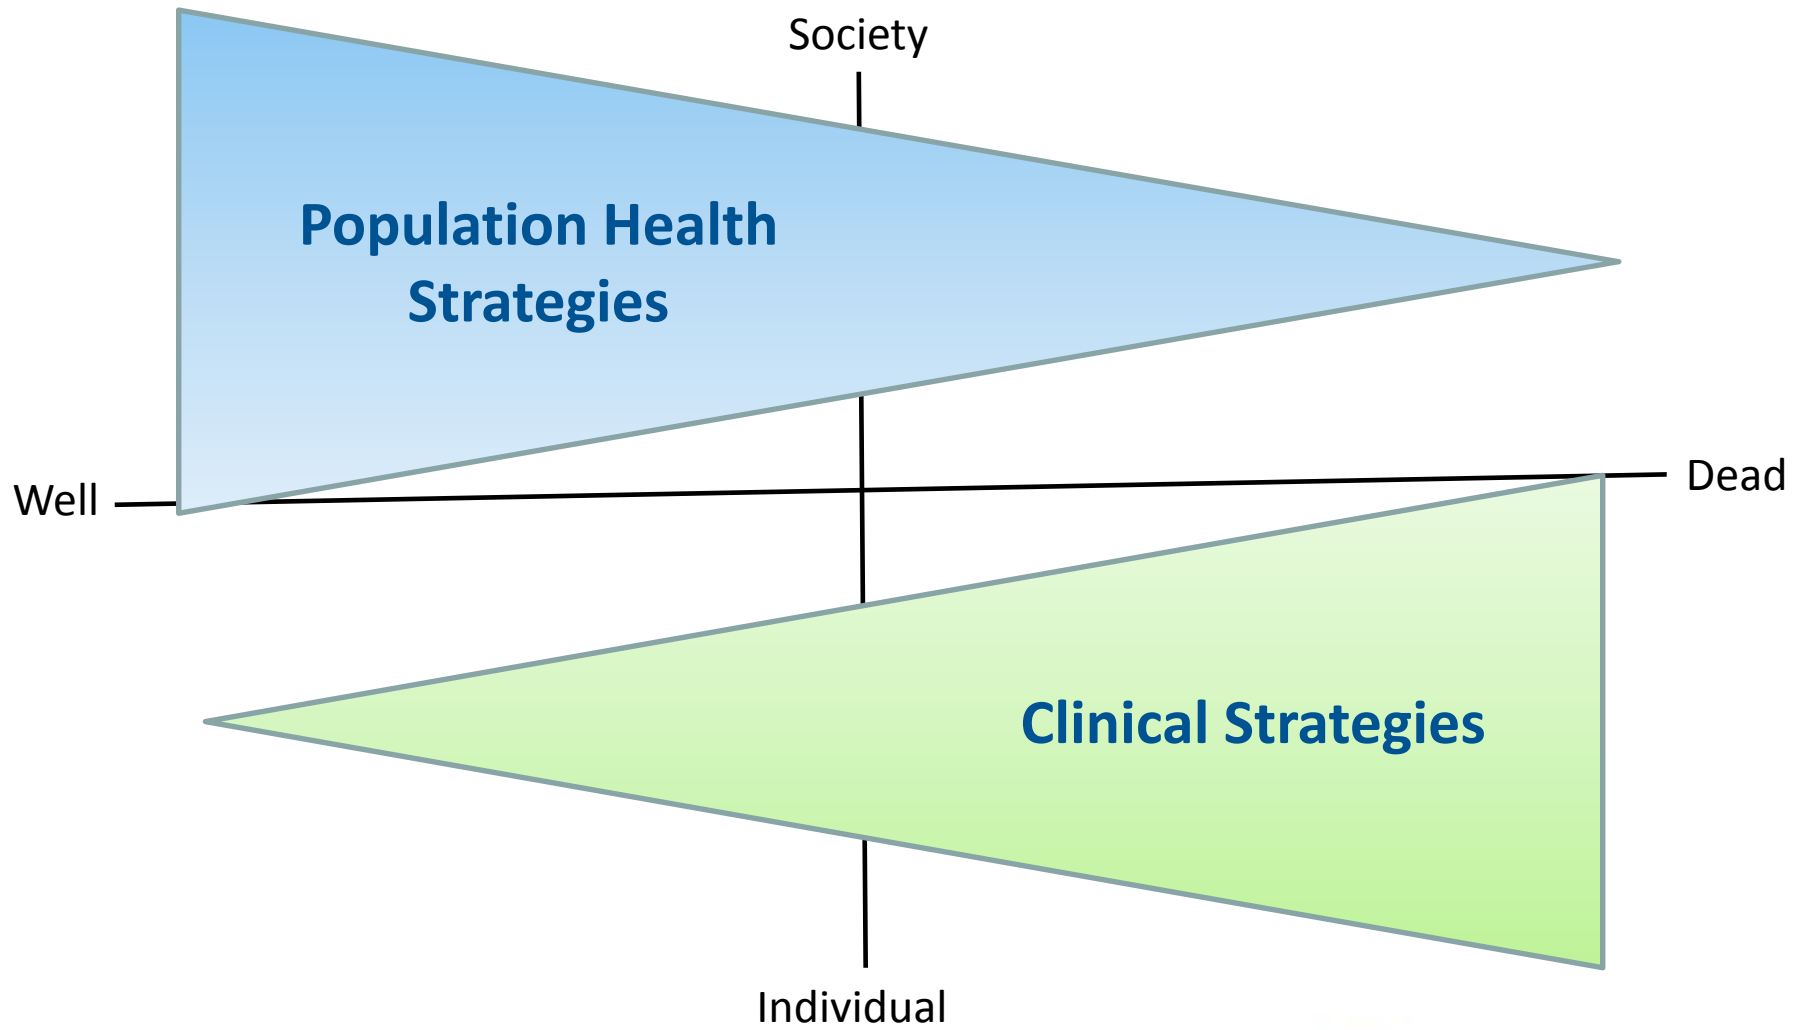 Society
Population Health
Strategies
Well
Dead
Clinical Strategies
Individual